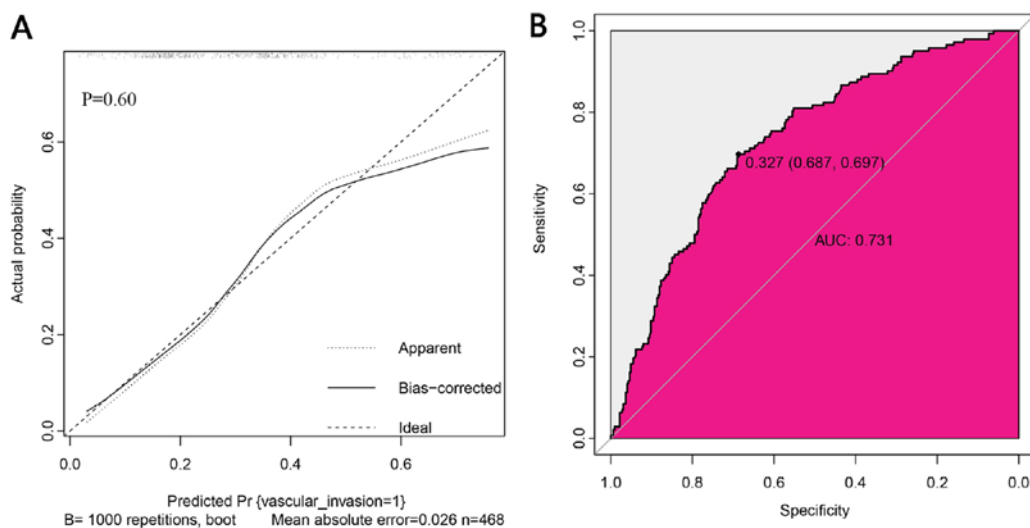 A
P=0.60
Actual probability
0.6
0.4
0.2
0.0
Apparent
Bias-corrected
Ideal
0.0 0.2 0.4 0.6
Predicted Pr {vascular_invasion=1}
B= 1000 repetitions, boot Mean absolute error=0.026 n=468
B
Sensitivity
1.0
0.8
0.6
0.4
0.2
0.0
0.327 (0.687, 0.697)
AUC: 0.731
1.0 0.8 0.6 0.4 0.2 0.0
Specificity